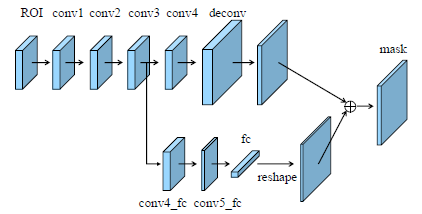 ROI conv1 conv2 conv3 conv4 deconv
mask
fc
reshape
conv4_fc conv5_fc